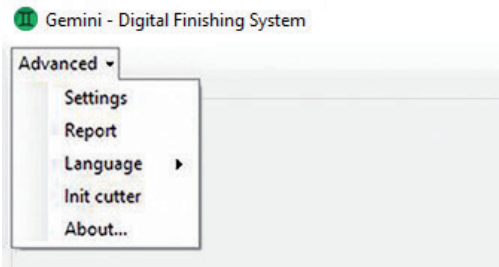 Gemini - Digital Finishing System
Advanced
Settings
Report
Language
Init cutter
About...